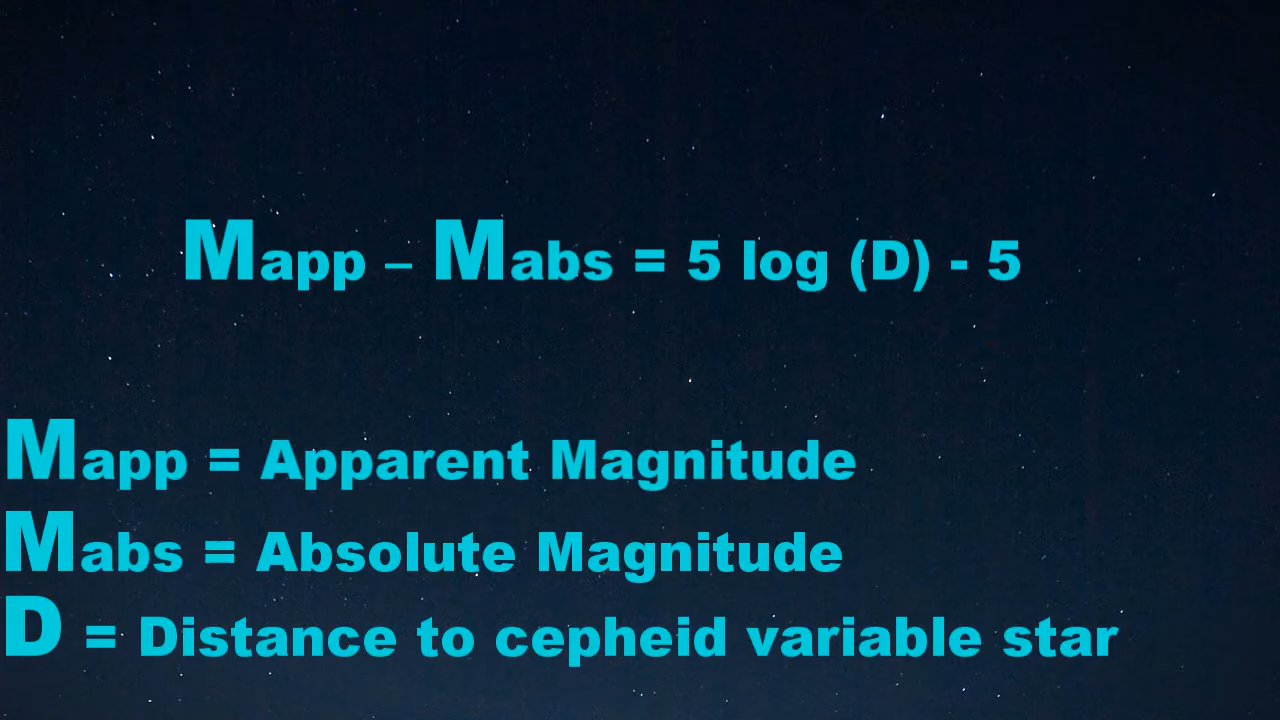 Mapp – Mabs = 5 log (D) - 5
Mapp = Apparent Magnitude
Mabs = Absolute Magnitude
D = Distance to cepheid variable star